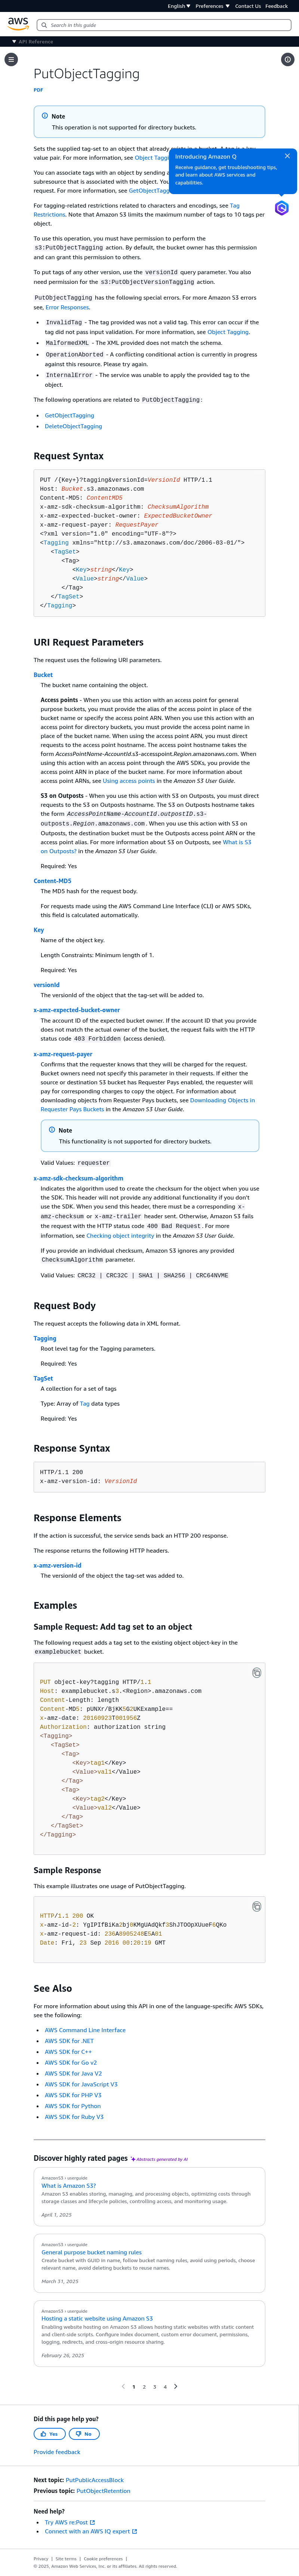 English
Preferences
Contact Us
Feedback
aws
Search in this guide
API Reference
PutObjectTagging
PDF
Note
This operation is not supported for directory buckets.
Sets the supplied tag-set to an object that already exists in a bucket. A tag is a key-
value pair. For more information, see Object Taggi
Introducing Amazon Q
Receive guidance, get troubleshooting tips,
and learn about AWS services and
capabilities.
You can associate tags with an object by sending a
subresource that is associated with the object. You
request. For more information, see GetObjectTagg
For tagging-related restrictions related to characters and encodings, see Tag
Restrictions. Note that Amazon S3 limits the maximum number of tags to 10 tags per
object.
To use this operation, you must have permission to perform the
s3:PutObjectTagging action. By default, the bucket owner has this permission
and can grant this permission to others.
To put tags of any other version, use the versionId query parameter. You also
need permission for the s3:PutObjectVersionTagging action.
PutObjectTagging has the following special errors. For more Amazon S3 errors
see, Error Responses.
• InvalidTag - The tag provided was not a valid tag. This error can occur if the
tag did not pass input validation. For more information, see Object Tagging.
• MalformedXML - The XML provided does not match the schema.
• OperationAborted - A conflicting conditional action is currently in progress
against this resource. Please try again.
• InternalError - The service was unable to apply the provided tag to the
object.
The following operations are related to PutObjectTagging:
• GetObjectTagging
• DeleteObjectTagging
Request Syntax
PUT /{Key+}?tagging&versionId=VersionId HTTP/1.1
Host: Bucket.s3.amazonaws.com
Content-MD5: ContentMD5
x-amz-sdk-checksum-algorithm: ChecksumAlgorithm
x-amz-expected-bucket-owner: ExpectedBucketOwner
x-amz-request-payer: RequestPayer
<?xml version="1.0" encoding="UTF-8"?>
<Tagging xmlns="http://s3.amazonaws.com/doc/2006-03-01/">
<TagSet>
<Tag>
<Key>string</Key>
<Value>string</Value>
</Tag>
</TagSet>
</Tagging>
URI Request Parameters
The request uses the following URI parameters.
Bucket
The bucket name containing the object.
Access points - When you use this action with an access point for general
purpose buckets, you must provide the alias of the access point in place of the
bucket name or specify the access point ARN. When you use this action with an
access point for directory buckets, you must provide the access point name in
place of the bucket name. When using the access point ARN, you must direct
requests to the access point hostname. The access point hostname takes the
form AccessPointName-AccountId.s3-accesspoint.Region.amazonaws.com. When
using this action with an access point through the AWS SDKs, you provide the
access point ARN in place of the bucket name. For more information about
access point ARNs, see Using access points in the Amazon S3 User Guide.
S3 on Outposts - When you use this action with S3 on Outposts, you must direct
requests to the S3 on Outposts hostname. The S3 on Outposts hostname takes
the form AccessPointName-AccountId.outpostID.s3-
outposts.Region.amazonaws.com. When you use this action with S3 on
Outposts, the destination bucket must be the Outposts access point ARN or the
access point alias. For more information about S3 on Outposts, see What is S3
on Outposts? in the Amazon S3 User Guide.
Required: Yes
Content-MD5
The MD5 hash for the request body.
For requests made using the AWS Command Line Interface (CLI) or AWS SDKs,
this field is calculated automatically.
Key
Name of the object key.
Length Constraints: Minimum length of 1.
Required: Yes
versionId
The versionId of the object that the tag-set will be added to.
x-amz-expected-bucket-owner
The account ID of the expected bucket owner. If the account ID that you provide
does not match the actual owner of the bucket, the request fails with the HTTP
status code 403 Forbidden (access denied).
x-amz-request-payer
Confirms that the requester knows that they will be charged for the request.
Bucket owners need not specify this parameter in their requests. If either the
source or destination S3 bucket has Requester Pays enabled, the requester will
pay for corresponding charges to copy the object. For information about
downloading objects from Requester Pays buckets, see Downloading Objects in
Requester Pays Buckets in the Amazon S3 User Guide.
Note
This functionality is not supported for directory buckets.
Valid Values: requester
x-amz-sdk-checksum-algorithm
Indicates the algorithm used to create the checksum for the object when you use
the SDK. This header will not provide any additional functionality if you don't
use the SDK. When you send this header, there must be a corresponding x-
amz-checksum or x-amz-trailer header sent. Otherwise, Amazon S3 fails
the request with the HTTP status code 400 Bad Request. For more
information, see Checking object integrity in the Amazon S3 User Guide.
If you provide an individual checksum, Amazon S3 ignores any provided
ChecksumAlgorithm parameter.
Valid Values: CRC32 | CRC32C | SHA1 | SHA256 | CRC64NVME
Request Body
The request accepts the following data in XML format.
Tagging
Root level tag for the Tagging parameters.
Required: Yes
TagSet
A collection for a set of tags
Type: Array of Tag data types
Required: Yes
Response Syntax
HTTP/1.1 200
x-amz-version-id: VersionId
Response Elements
If the action is successful, the service sends back an HTTP 200 response.
The response returns the following HTTP headers.
x-amz-version-id
The versionId of the object the tag-set was added to.
Examples
Sample Request: Add tag set to an object
The following request adds a tag set to the existing object object-key in the
examplebucket bucket.
PUT object-key?tagging HTTP/1.1
Host: examplebucket.s3.<Region>.amazonaws.com
Content-Length: length
Content-MD5: pUNXr/BjKK5G2UKExample==
x-amz-date: 20160923T001956Z
Authorization: authorization string
<Tagging>
<TagSet>
<Tag>
<Key>tag1</Key>
<Value>val1</Value>
</Tag>
<Tag>
<Key>tag2</Key>
<Value>val2</Value>
</Tag>
</TagSet>
</Tagging>
Sample Response
This example illustrates one usage of PutObjectTagging.
HTTP/1.1 200 OK
x-amz-id-2: YgIPIfBiKa2bj0KMgUAdQkf3ShJTOOpXUueF6QKo
x-amz-request-id: 236A8905248E5A01
Date: Fri, 23 Sep 2016 00:20:19 GMT
See Also
For more information about using this API in one of the language-specific AWS SDKs,
see the following:
• AWS Command Line Interface
• AWS SDK for .NET
• AWS SDK for C++
• AWS SDK for Go v2
• AWS SDK for Java V2
• AWS SDK for JavaScript V3
• AWS SDK for PHP V3
• AWS SDK for Python
• AWS SDK for Ruby V3
Discover highly rated pages Abstracts generated by AI
AmazonS3 › userguide
What is Amazon S3?
Amazon S3 enables storing, managing, and processing objects, optimizing costs through
storage classes and lifecycle policies, controlling access, and monitoring usage.
April 1, 2025
AmazonS3 › userguide
General purpose bucket naming rules
Create bucket with GUID in name, follow bucket naming rules, avoid using periods, choose
relevant name, avoid deleting buckets to reuse names.
March 31, 2025
AmazonS3 › userguide
Hosting a static website using Amazon S3
Enabling website hosting on Amazon S3 allows hosting static websites with static content
and client-side scripts. Configure index document, custom error document, permissions,
logging, redirects, and cross-origin resource sharing.
February 26, 2025
1 2 3 4
Did this page help you?
Yes
No
Provide feedback
Next topic: PutPublicAccessBlock
Previous topic: PutObjectRetention
Need help?
• Try AWS re:Post
• Connect with an AWS IQ expert
Privacy | Site terms | Cookie preferences |
© 2025, Amazon Web Services, Inc. or its affiliates. All rights reserved.